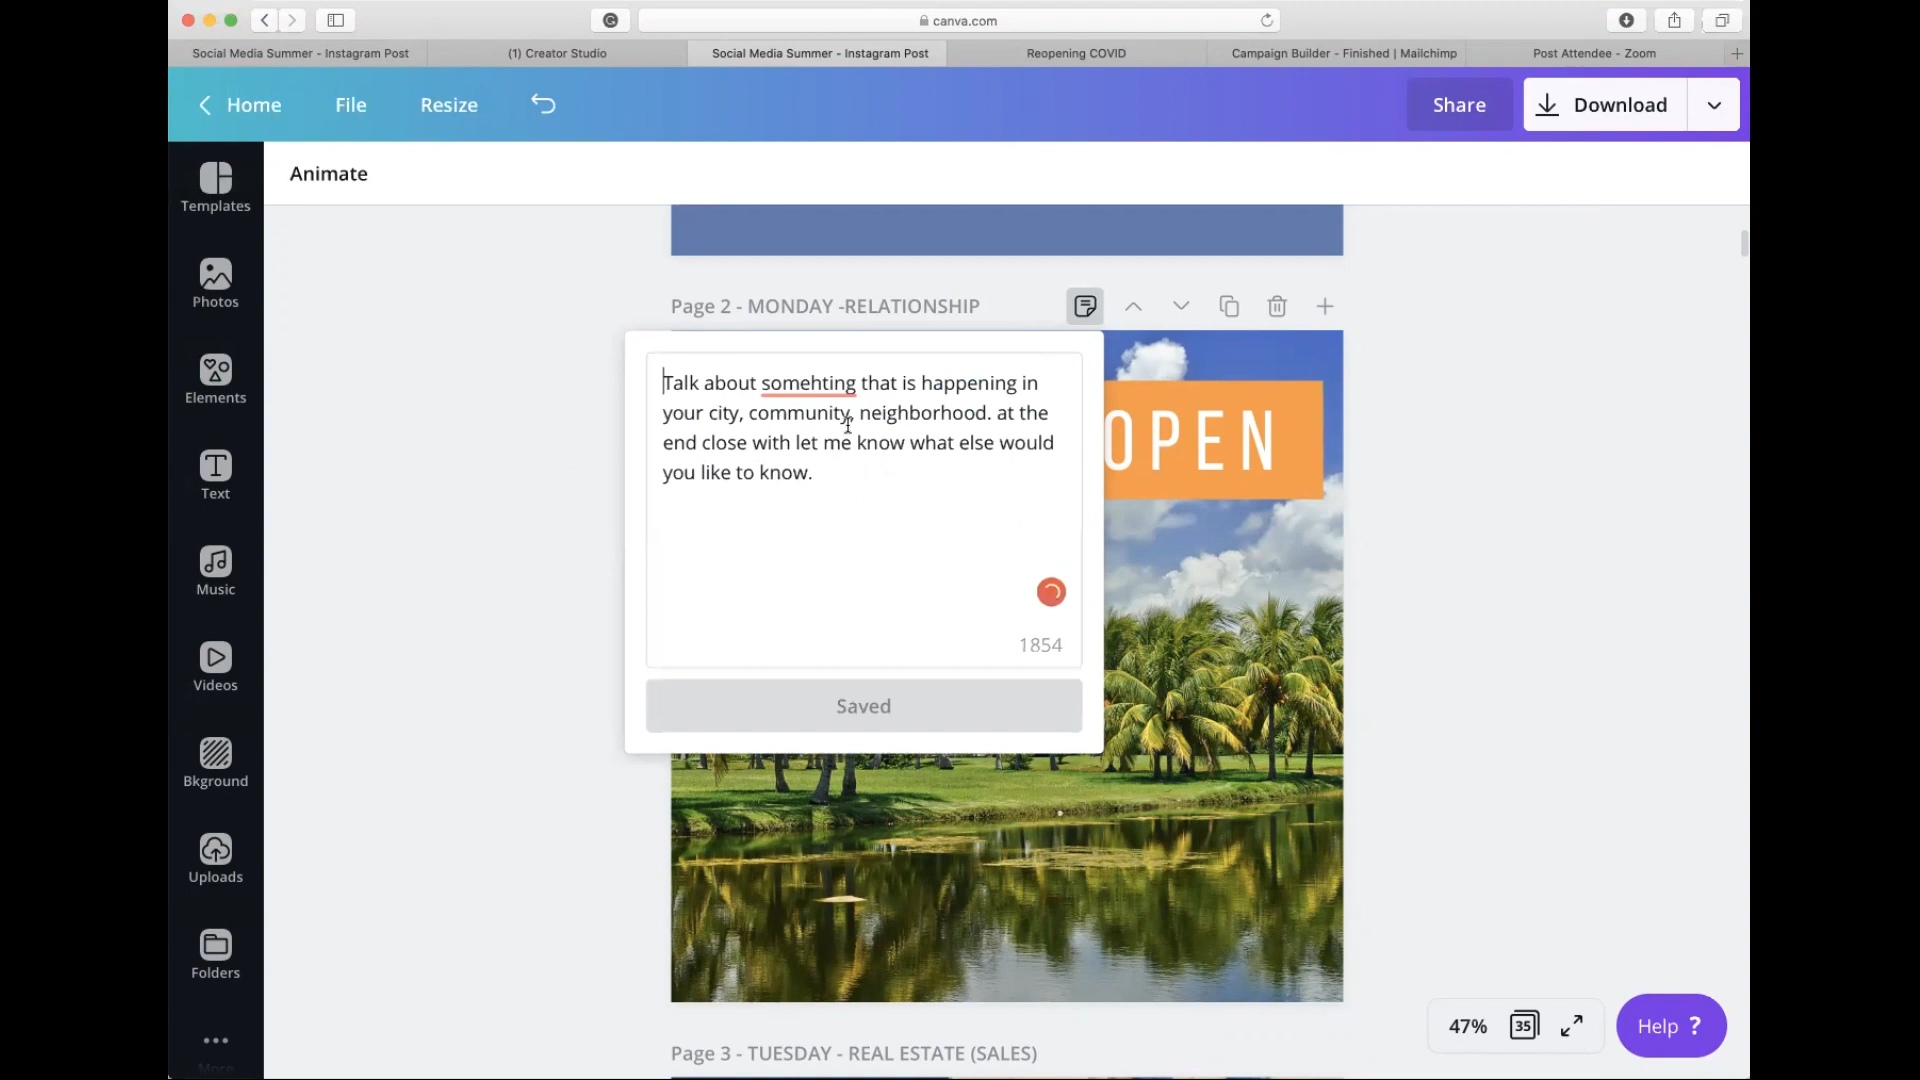 canva.com
Social Media Summer - Instagram Post
(1) Creator Studio
Social Media Summer - Instagram Post
Reopening COVID
Campaign Builder - Finished | Mailchimp
Post Attendee - Zoom
Home
File
Resize
Share
Download
Templates
Photos
Elements
Text
Music
Videos
Bkground
Uploads
Folders
More
Animate
Page 2 - MONDAY -RELATIONSHIP
Talk about somehting that is happening in
your city, community, neighborhood. at the
end close with let me know what else would
you like to know.
1854
Saved
OPEN
Page 3 - TUESDAY - REAL ESTATE (SALES)
47%
35
Help ?